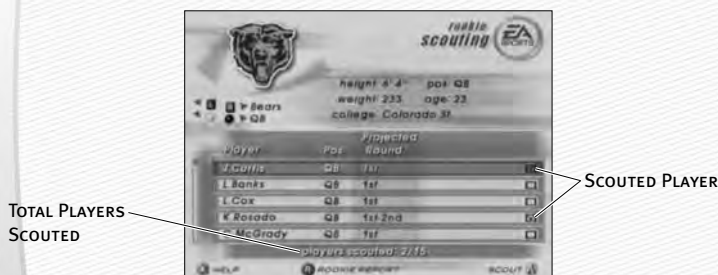 rookie
scouting
EA
SPORTS
height: 6' 4" pos: QB
weight: 233 age: 23
college: Colorado St.
Bears
QB
Projected
Player Pos Round
QB 1st
L.Banks QB 1st
L.Cox QB 1st
K.Rosado QB 1st-2nd
McGrady QB 1st
players scouted: 2/15
HELP ROOKIE REPORT SCOUT
SCOUTED PLAYER
TOTAL PLAYERS
SCOUTED